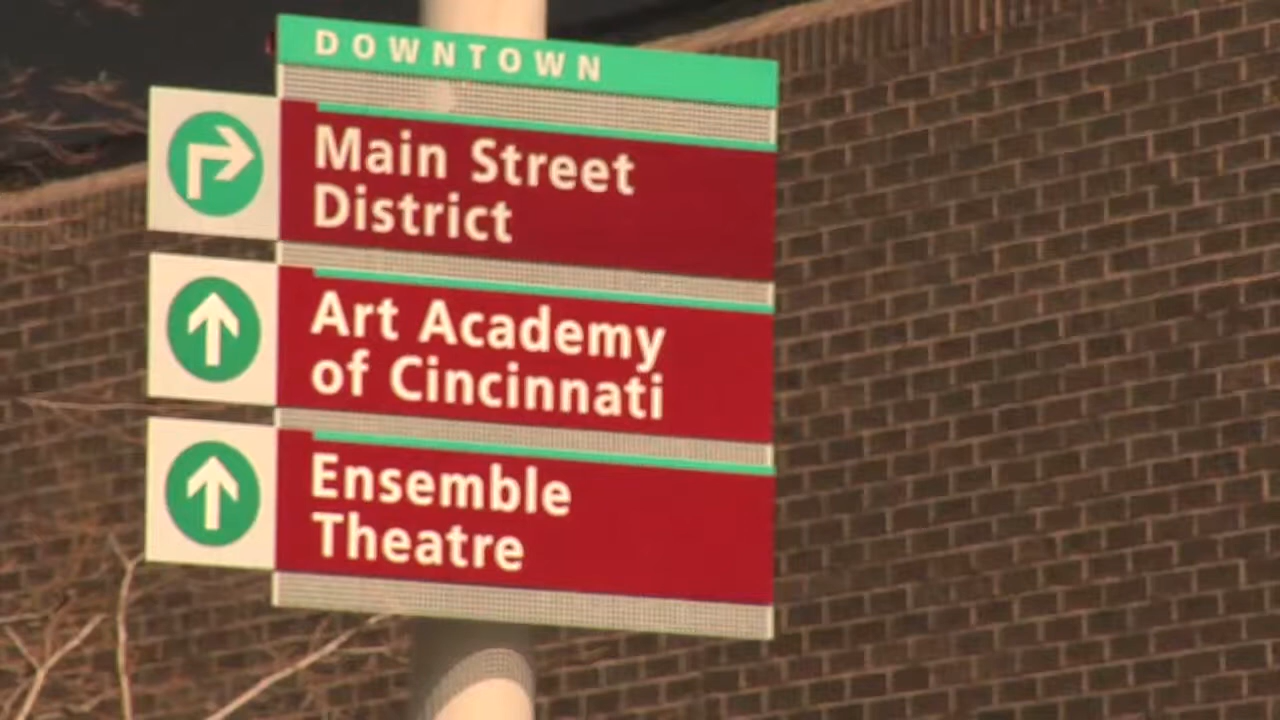 DOWNTOWN
Main Street
District
Art Academy
of Cincinnati
Ensemble
Theatre